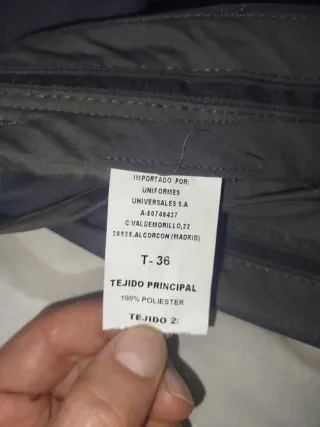 IMPORTADO POR:
UNIFORMES
UNIVERSALES S.A
A-80748437
C.VALDEMORILLO,22
28925.ALCORCON (MADRID)
T- 36
TEJIDO PRINCIPAL
100% POLIESTER
TEJIDO 2: